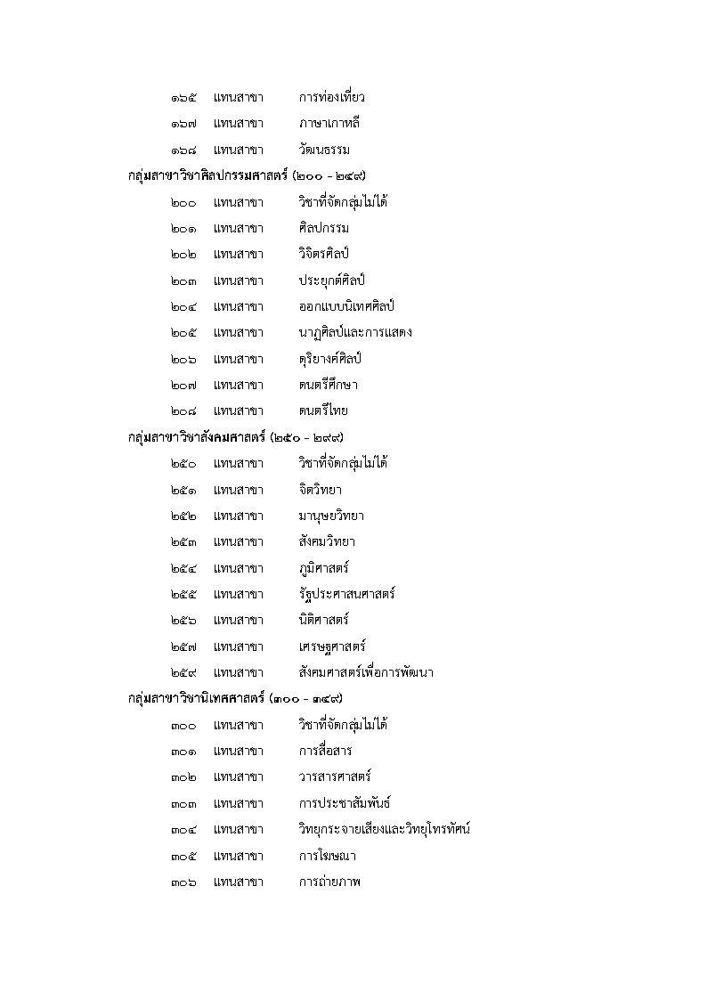 ๑๖๕ แทนสาขา การท่องเที่ยว
๑๖๗ แทนสาขา ภาษาเกาหลี
๑๖๘ แทนสาขา วัฒนธรรม
กลุ่มสาขาวิชาศิลปกรรมศาสตร์ (๒๐๐ - ๒๔๙)
๒๐๐ แทนสาขา วิชาที่จัดกลุ่มไม่ได้
๒๐๑ แทนสาขา ศิลปกรรม
๒๐๒ แทนสาขา วิจิตรศิลป์
๒๐๓ แทนสาขา ประยุกต์ศิลป์
๒๐๔ แทนสาขา ออกแบบนิเทศศิลป์
๒๐๕ แทนสาขา นาฏศิลป์และการแสดง
๒๐๖ แทนสาขา ดุริยางค์ศิลป์
๒๐๗ แทนสาขา ดนตรีศึกษา
๒๐๘ แทนสาขา ดนตรีไทย
กลุ่มสาขาวิชาสังคมศาสตร์ (๒๕๐ - ๒๙๙)
๒๕๐ แทนสาขา วิชาที่จัดกลุ่มไม่ได้
๒๕๑ แทนสาขา จิตวิทยา
๒๕๒ แทนสาขา มานุษยวิทยา
๒๕๓ แทนสาขา สังคมวิทยา
๒๕๔ แทนสาขา ภูมิศาสตร์
๒๕๕ แทนสาขา รัฐประศาสนศาสตร์
๒๕๖ แทนสาขา นิติศาสตร์
๒๕๗ แทนสาขา เศรษฐศาสตร์
๒๕๙ แทนสาขา สังคมศาสตร์เพื่อการพัฒนา
กลุ่มสาขาวิชานิเทศศาสตร์ (๓๐๐ - ๓๔๙)
๓๐๐ แทนสาขา วิชาที่จัดกลุ่มไม่ได้
๓๐๑ แทนสาขา การสื่อสาร
๓๐๒ แทนสาขา วารสารศาสตร์
๓๐๓ แทนสาขา การประชาสัมพันธ์
๓๐๔ แทนสาขา วิทยุกระจายเสียงและวิทยุโทรทัศน์
๓๐๕ แทนสาขา การโฆษณา
๓๐๖ แทนสาขา การถ่ายภาพ